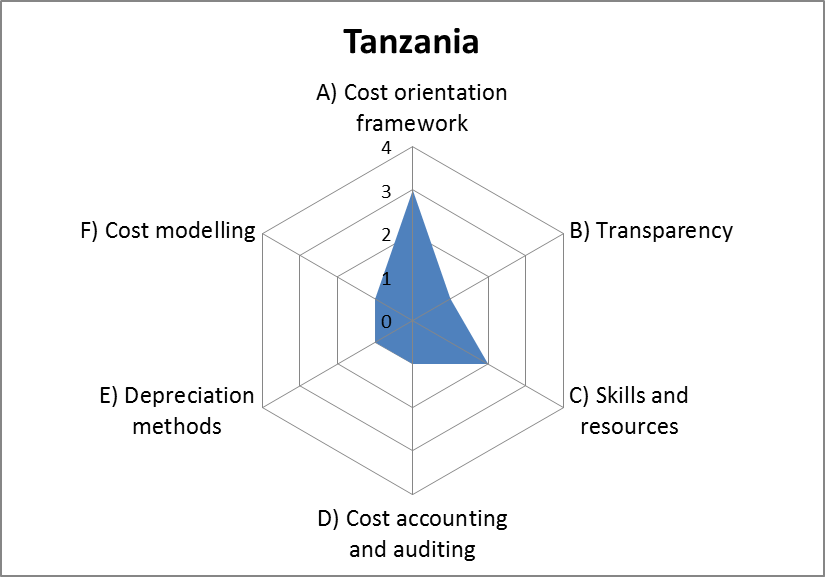 Tanzania
A) Cost orientation
framework
4
3
2
1
0
B) Transparency
C) Skills and
resources
D) Cost accounting
and auditing
E) Depreciation
methods
F) Cost modelling